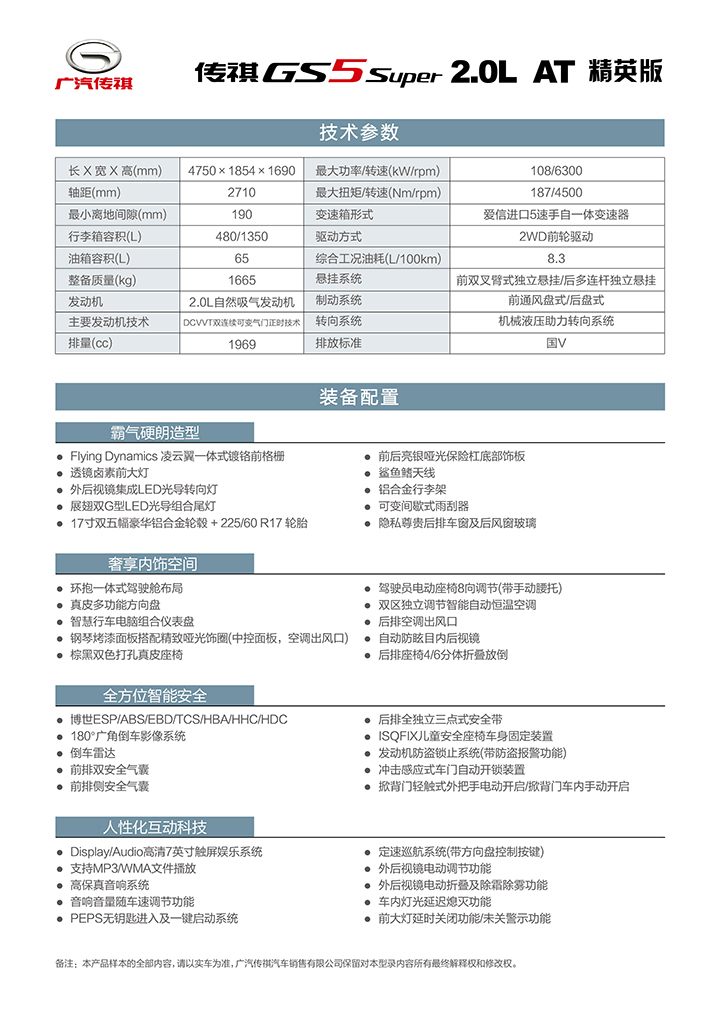 广汽传祺
传祺GS5 Super 2.0L AT 精英版
技术参数
长 X 宽 X 高(mm) 4750×1854×1690 最大功率/转速(kW/rpm) 108/6300
轴距(mm) 2710 最大扭矩/转速(Nm/rpm) 187/4500
最小离地间隙(mm) 190 变速箱形式 爱信进口5速手自一体变速器
行李箱容积(L) 480/1350 驱动方式 2WD前轮驱动
油箱容积(L) 65 综合工况油耗(L/100km) 8.3
整备质量(kg) 1665 悬挂系统 前双叉臂式独立悬挂/后多连杆独立悬挂
发动机 2.0L自然吸气发动机 制动系统 前通风盘式/后盘式
主要发动机技术 DCVVT双连续可变气门正时技术 转向系统 机械液压助力转向系统
排量(cc) 1969 排放标准 国V
装备配置
霸气硬朗造型
● Flying Dynamics 凌云翼一体式镀铬前格栅
● 透镜卤素前大灯
● 外后视镜集成LED光导转向灯
● 展翅双G型LED光导组合尾灯
● 17寸双五幅豪华铝合金轮毂 + 225/60 R17 轮胎
● 前后亮银哑光保险杠底部饰板
● 鲨鱼鳍天线
● 铝合金行李架
● 可变间歇式雨刮器
● 隐私尊贵后排车窗及后风窗玻璃
奢享内饰空间
● 环抱一体式驾驶舱布局
● 真皮多功能方向盘
● 智慧行车电脑组合仪表盘
● 钢琴烤漆面板搭配精致哑光饰圈(中控面板，空调出风口)
● 棕黑双色打孔真皮座椅
● 驾驶员电动座椅8向调节(带手动腰托)
● 双区独立调节智能自动恒温空调
● 后排空调出风口
● 自动防眩目内后视镜
● 后排座椅4/6分体折叠放倒
全方位智能安全
● 博世ESP/ABS/EBD/TCS/HBA/HHC/HDC
● 180°广角倒车影像系统
● 倒车雷达
● 前排双安全气囊
● 前排侧安全气囊
● 后排全独立三点式安全带
● ISQFIX儿童安全座椅车身固定装置
● 发动机防盗锁止系统(带防盗报警功能)
● 冲击感应式车门自动开锁装置
● 掀背门轻触式外把手电动开启/掀背门车内手动开启
人性化互动科技
● Display/Audio高清7英寸触屏娱乐系统
● 支持MP3/WMA文件播放
● 高保真音响系统
● 音响音量随车速调节功能
● PEPS无钥匙进入及一键启动系统
● 定速巡航系统(带方向盘控制按键)
● 外后视镜电动调节功能
● 外后视镜电动折叠及除霜除雾功能
● 车内灯光延迟熄灭功能
● 前大灯延时关闭功能/未关警示功能
备注：本产品样本的全部内容，请以实车为准，广汽传祺汽车销售有限公司保留对本型录内容所有最终解释权和修改权。